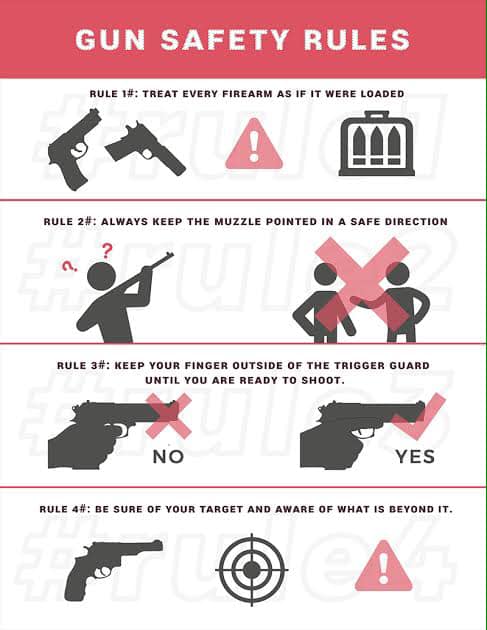 GUN SAFETY RULES
RULE 1#: TREAT EVERY FIREARM AS IF IT WERE LOADED
#rule1
RULE 2#: ALWAYS KEEP THE MUZZLE POINTED IN A SAFE DIRECTION
#rule2
? ?
RULE 3#: KEEP YOUR FINGER OUTSIDE OF THE TRIGGER GUARD
UNTIL YOU ARE READY TO SHOOT.
#rule3
NO YES
RULE 4#: BE SURE OF YOUR TARGET AND AWARE OF WHAT IS BEYOND IT.
#rule4